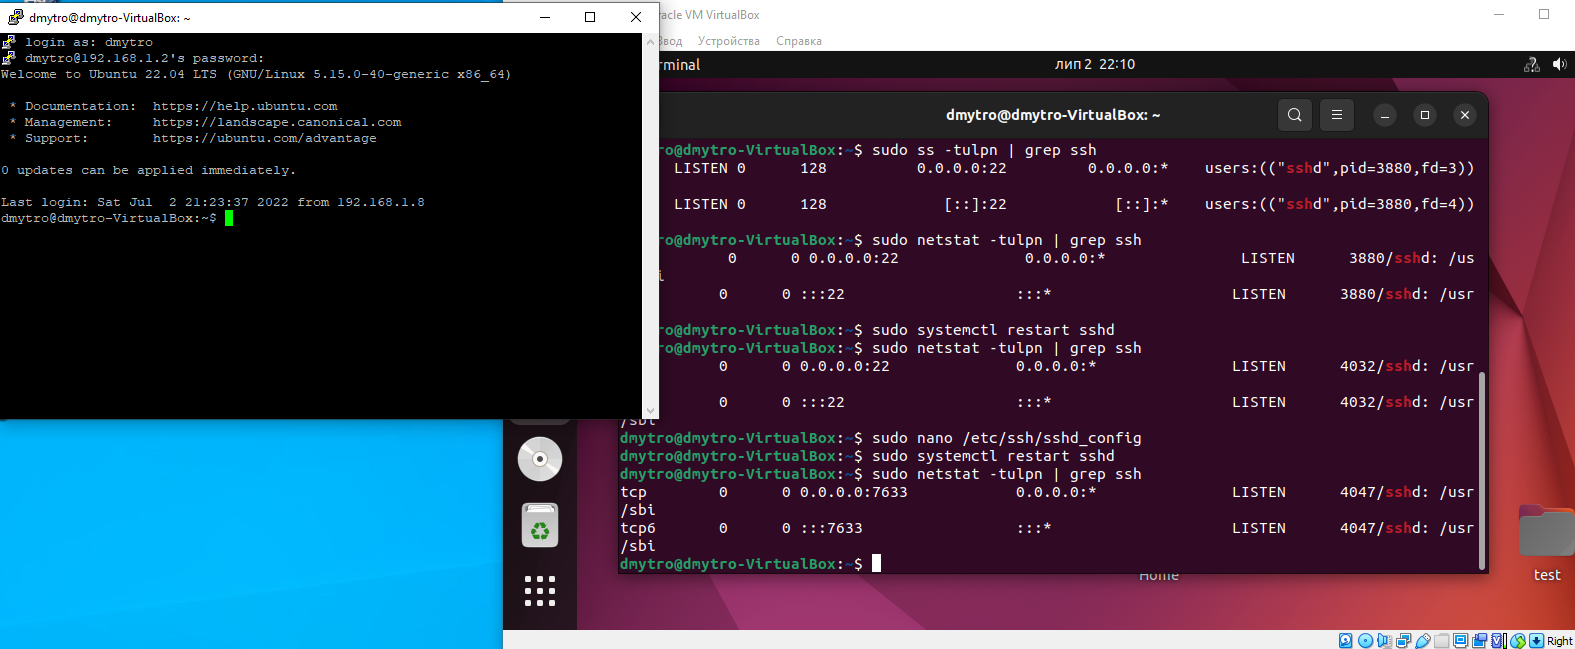 dmytro@dmytro-VirtualBox: ~
login as: dmytro
dmytro@192.168.1.2's password:
Welcome to Ubuntu 22.04 LTS (GNU/Linux 5.15.0-40-generic x86_64)
* Documentation:  https://help.ubuntu.com
* Management:     https://landscape.canonical.com
* Support:        https://ubuntu.com/advantage
0 updates can be applied immediately.
Last login: Sat Jul  2 21:23:37 2022 from 192.168.1.8
dmytro@dmytro-VirtualBox:~$
racle VM VirtualBox
Ввод Устройства Справка
rminal
лип 2 22:10
dmytro@dmytro-VirtualBox: ~
ro@dmytro-VirtualBox:~$ sudo ss -tulpn | grep ssh
LISTEN 0      128          0.0.0.0:22         0.0.0.0:*    users:(("sshd",pid=3880,fd=3))
LISTEN 0      128             [::]:22            [::]:*    users:(("sshd",pid=3880,fd=4))
ro@dmytro-VirtualBox:~$ sudo netstat -tulpn | grep ssh
0      0 0.0.0.0:22              0.0.0.0:*               LISTEN      3880/sshd: /us
i
0      0 :::22                   :::*                    LISTEN      3880/sshd: /usr
ro@dmytro-VirtualBox:~$ sudo systemctl restart sshd
ro@dmytro-VirtualBox:~$ sudo netstat -tulpn | grep ssh
0      0 0.0.0.0:22              0.0.0.0:*               LISTEN      4032/sshd: /usr
0      0 :::22                   :::*                    LISTEN      4032/sshd: /usr
/sbi
dmytro@dmytro-VirtualBox:~$ sudo nano /etc/ssh/sshd_config
dmytro@dmytro-VirtualBox:~$ sudo systemctl restart sshd
dmytro@dmytro-VirtualBox:~$ sudo netstat -tulpn | grep ssh
tcp        0      0 0.0.0.0:7633            0.0.0.0:*               LISTEN      4047/sshd: /usr
/sbi
tcp6       0      0 :::7633                 :::*                    LISTEN      4047/sshd: /usr
/sbi
dmytro@dmytro-VirtualBox:~$
Home
test
Right